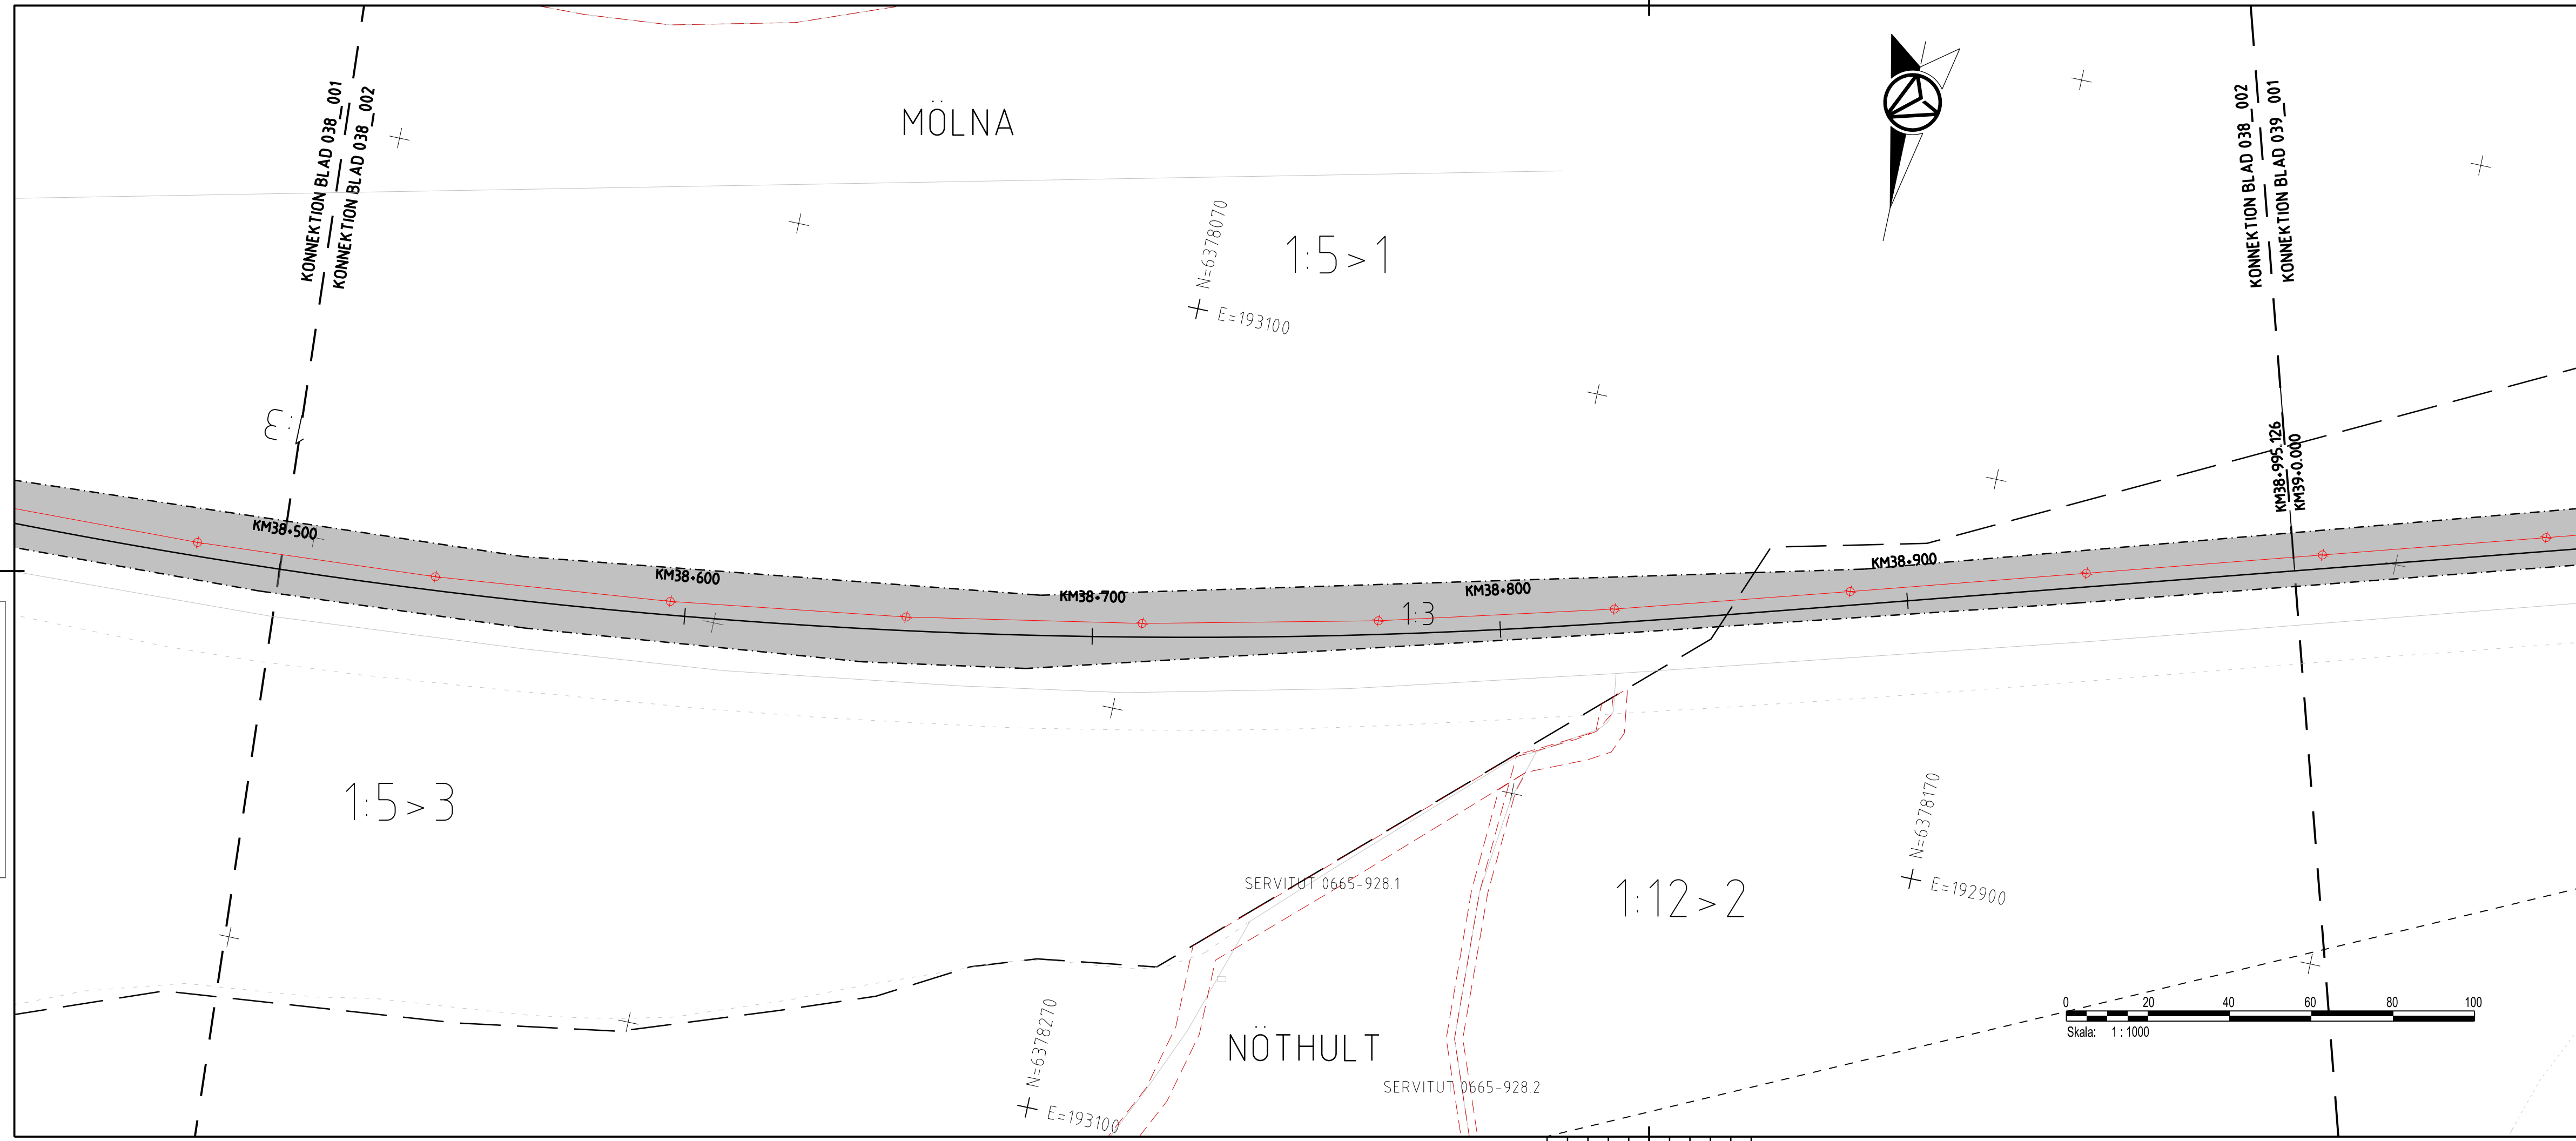 KONNEKTION BLAD 038_001
KONNEKTION BLAD 038_002
MÖLNA
N=6378070
E=193100
1:5>1
KONNEKTION BLAD 038_002
KONNEKTION BLAD 039_001
1:3
KM38+995.126
KM39+0.000
KM38+500
KM38+600
KM38+700
KM38+800
KM38+900
1:3
1:5>3
N=6378170
E=192900
SERVITUT 0665-928.1
1:12>2
N=6378270
E=193100
NÖTHULT
SERVITUT 0665-928.2
0 20 40 60 80 100
Skala: 1 : 1000